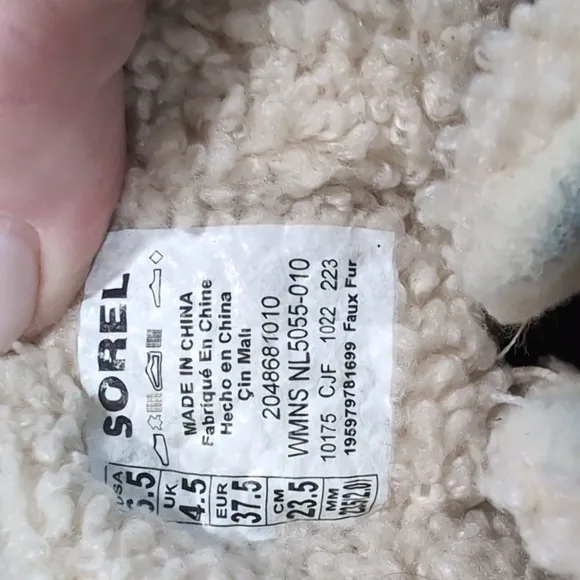 SOREL
MADE IN CHINA
Fabriqué En Chine
Hecho en China
Çin Malı
2048681010
WMNS NL5055-010
10175 CJF 1022 223
195979781699 Faux Fur
USA
UK 4.5
EUR 37.5
CM 23.5
MM